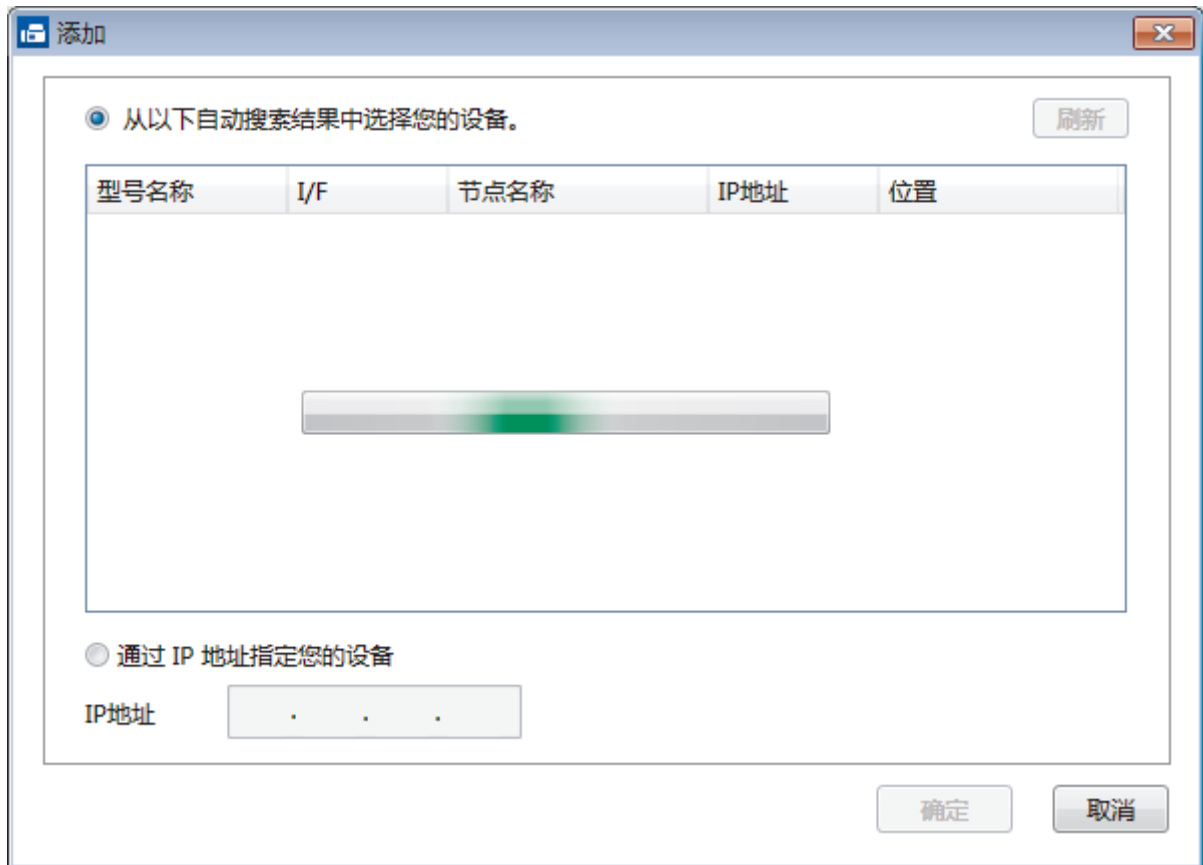 添加
从以下自动搜索结果中选择您的设备。 刷新
型号名称 I/F 节点名称 IP地址 位置
通过 IP 地址指定您的设备
IP地址 . . .
确定 取消